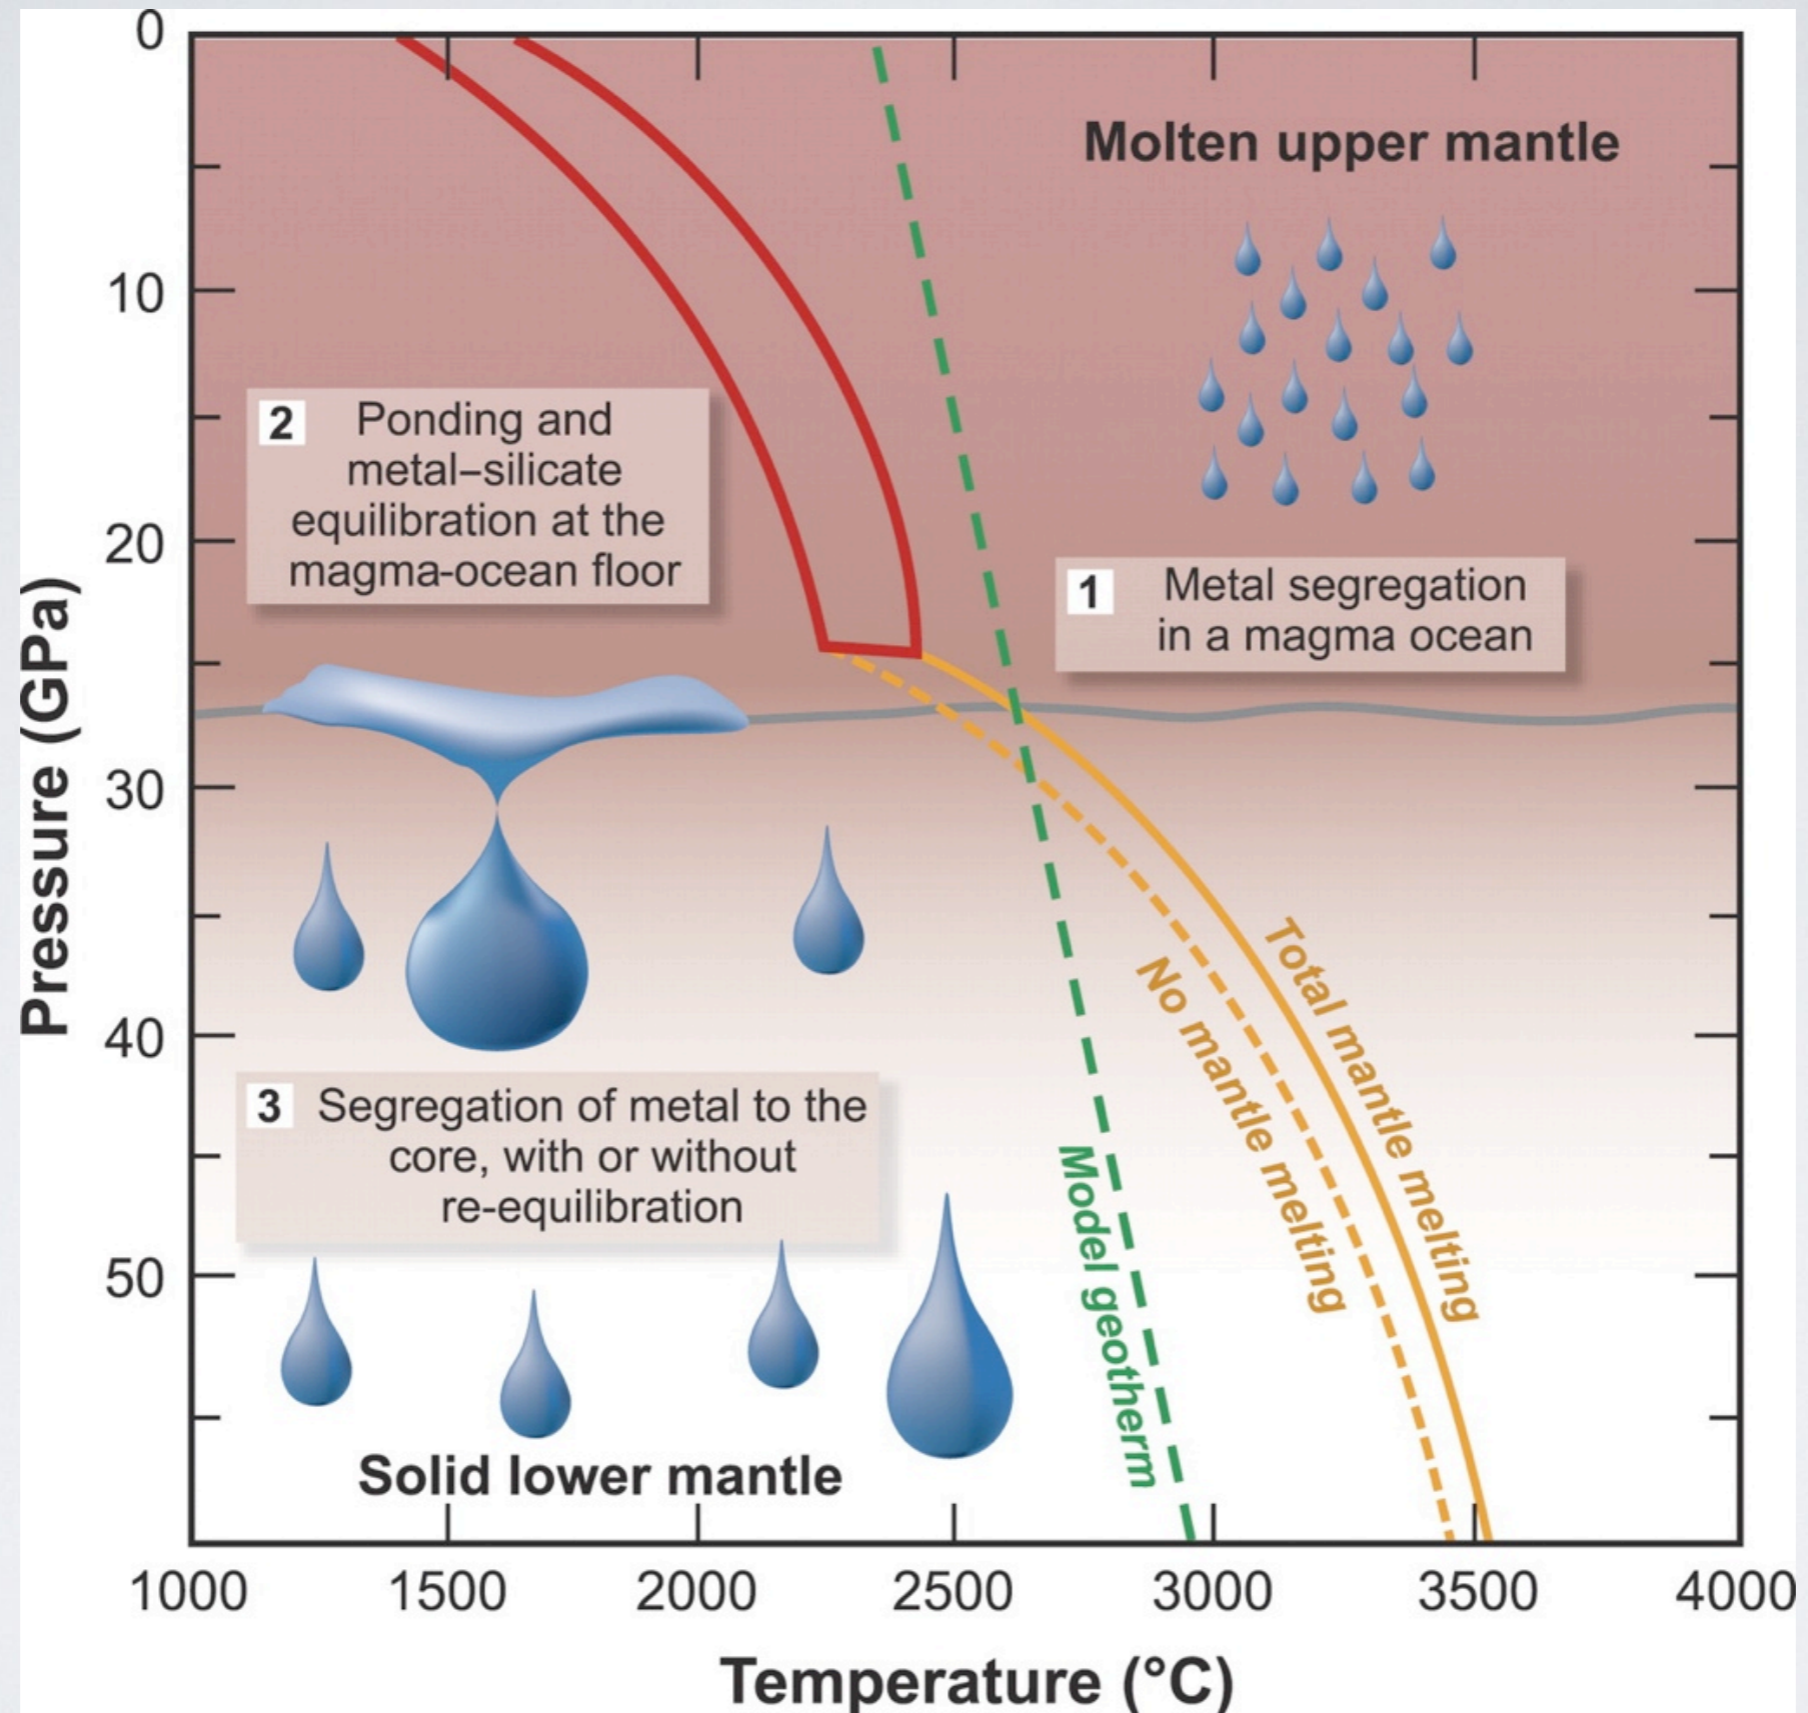 0
10
20
30
40
50
Pressure (GPa)
Molten upper mantle
2 Ponding and
metal–silicate
equilibration at the
magma-ocean floor
1 Metal segregation
in a magma ocean
3 Segregation of metal to the
core, with or without
re-equilibration
Total mantle melting
No mantle melting
Model geotherm
Solid lower mantle
1000 1500 2000 2500 3000 3500 4000
Temperature (°C)